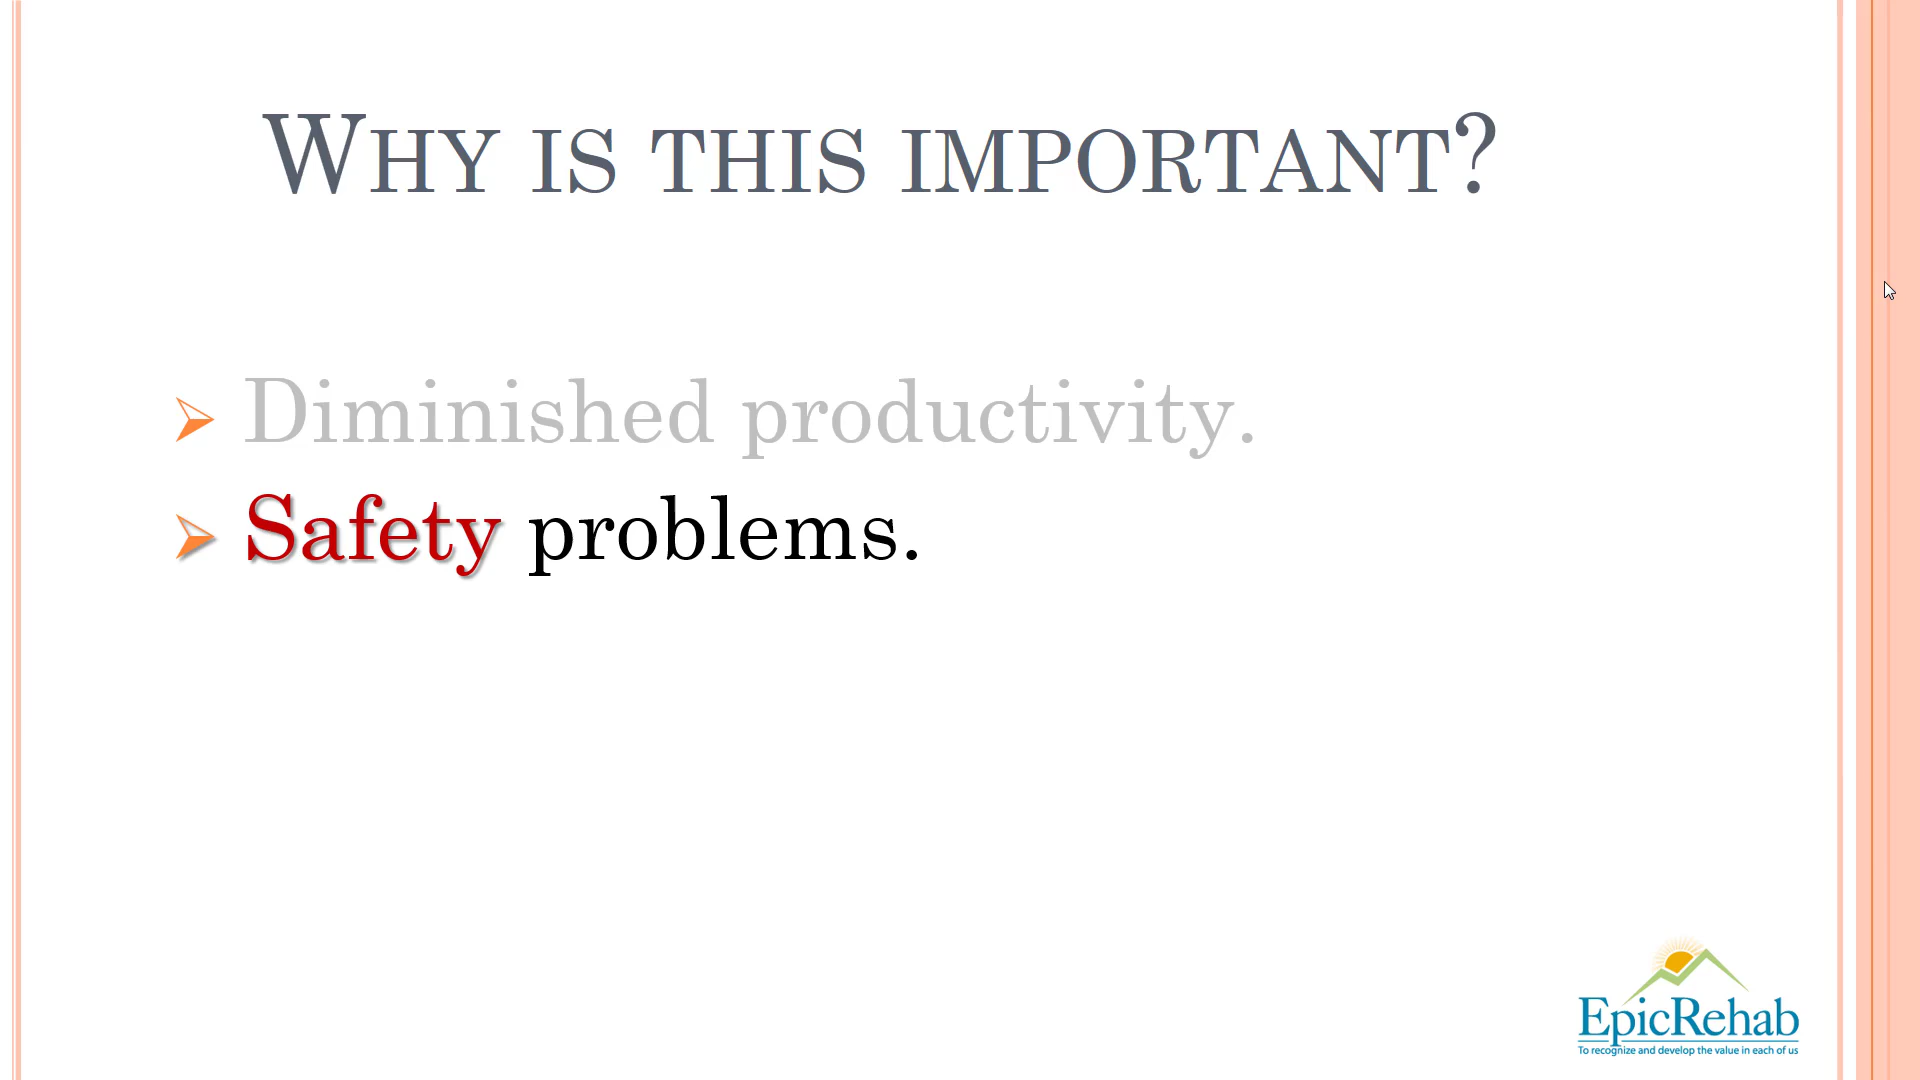 Why is this important?
Diminished productivity.
Safety problems.
EpicRehab
To recognize and develop the value in each of us